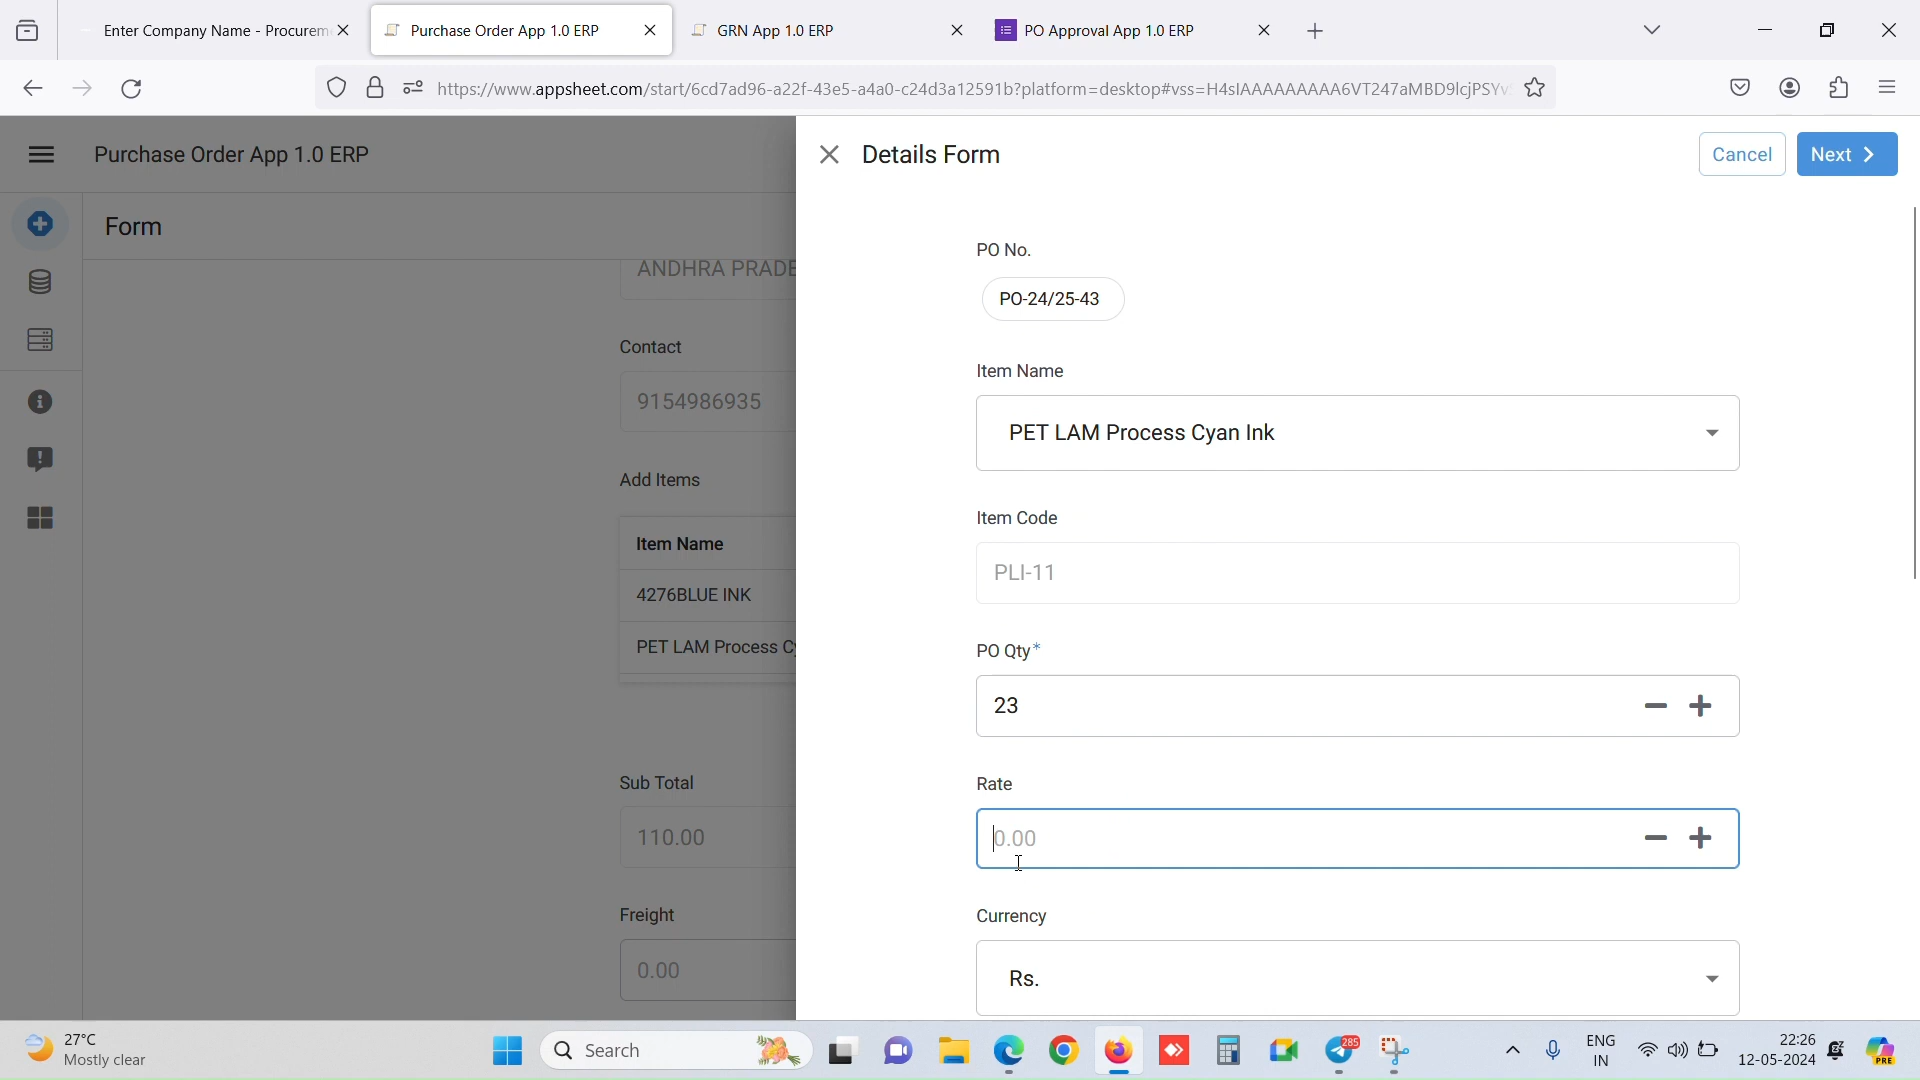 Enter Company Name - Procurem
Purchase Order App 1.0 ERP
GRN App 1.0 ERP
PO Approval App 1.0 ERP
https://www.appsheet.com/start/6cd7ad96-a22f-43e5-a4a0-c24d3a12591b?platform=desktop#vss=H4sIAAAAAAAAA6VT247aMBD9lcjPSYv
Purchase Order App 1.0 ERP
Details Form
Cancel
Next
Form
PO No.
PO-24/25-43
ANDHRA PRADE
Contact
9154986935
Item Name
PET LAM Process Cyan Ink
Add Items
Item Code
PLI-11
Item Name
4276BLUE INK
PET LAM Process Cy
PO Qty*
23
Sub Total
110.00
Rate
0.00
Freight
0.00
Currency
Rs.
27°C
Mostly clear
Search
285
ENG
IN
22:26
12-05-2024
PRE